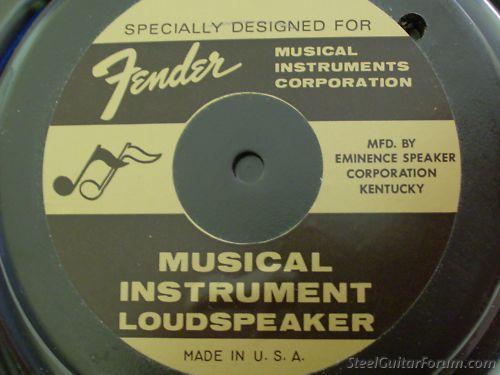 SPECIALLY DESIGNED FOR
Fender
MUSICAL
INSTRUMENTS
CORPORATION
MFD. BY
EMINENCE SPEAKER
CORPORATION
KENTUCKY
MUSICAL
INSTRUMENT
LOUDSPEAKER
MADE IN U. S. A.
SteelGuitarForum.com